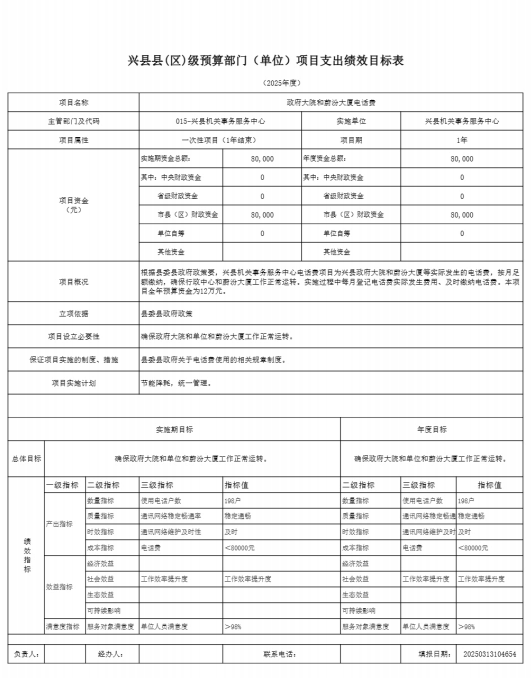 兴县县(区)级预算部门（单位）项目支出绩效目标表
（2025年度）
项目名称 政府大院和蔚汾大厦电话费
主管部门及代码 015-兴县机关事务服务中心 实施单位 兴县机关事务服务中心
项目属性 一次性项目（1年结束） 项目期 1年
项目资金（元） 实施期资金总额： 80,000 年度资金总额： 80,000
其中：中央财政资金 0 其中：中央财政资金 0
省级财政资金 0 省级财政资金 0
市县（区）财政资金 80,000 市县（区）财政资金 80,000
单位自筹 0 单位自筹 0
其他资金 其他资金
项目概况 根据县委县政府政策要，兴县机关事务服务中心电话费项目为兴县政府大院和蔚汾大厦等实际发生的电话费，按月足
额缴纳，确保行政中心和蔚汾大厦工作正常运转。实施过程中每月登记电话费实际发生费用、及时缴纳电话费。本项
目全年预算资金为12万元。
立项依据 县委县政府政策
项目设立必要性 确保政府大院和单位和蔚汾大厦工作正常运转。
保证项目实施的制度、措施 县委县政府关于电话费使用的相关规章制度。
项目实施计划 节能降耗，统一管理。
实施期目标 年度目标
总体目标 确保政府大院和单位和蔚汾大厦工作正常运转。 确保政府大院和单位和蔚汾大厦工作正常运转。
绩效指标 一级指标 二级指标 三级指标 指标值 二级指标 三级指标 指标值
产出指标 数量指标 使用电话户数 198户 数量指标 使用电话户数 198户
质量指标 通讯网络稳定畅通率 稳定通畅 质量指标 通讯网络稳定畅通 稳定通畅
时效指标 通讯网络维护及时性 及时 时效指标 通讯网络维护及时 及时
成本指标 电话费 <80000元 成本指标 电话费 <80000元
效益指标 经济效益 经济效益
社会效益 工作效率提升度 工作效率提升度 社会效益 工作效率提升度 工作效率提升度
生态效益 生态效益
可持续影响 可持续影响
满意度指标 服务对象满意度 单位人员满意度 >98% 服务对象满意度 单位人员满意度 >98%
负责人： 经办人： 联系电话： 填报日期： 20250313104654